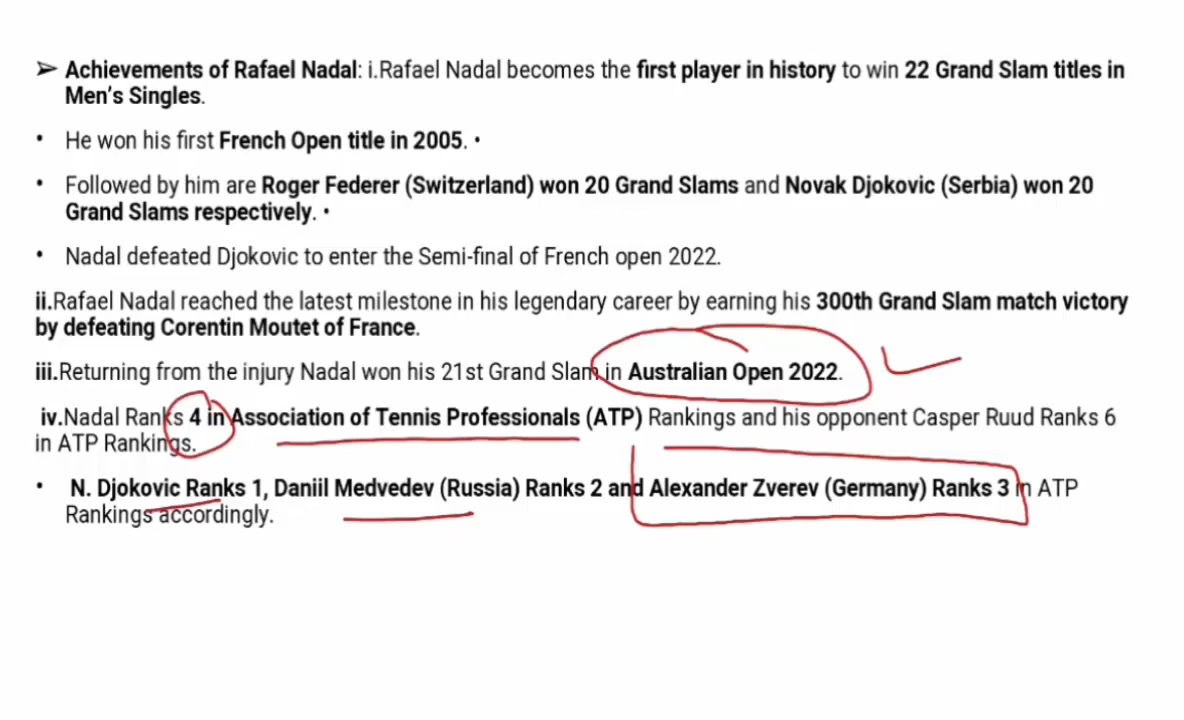 ➢ Achievements of Rafael Nadal: i.Rafael Nadal becomes the first player in history to win 22 Grand Slam titles in
Men's Singles.
• He won his first French Open title in 2005. •
• Followed by him are Roger Federer (Switzerland) won 20 Grand Slams and Novak Djokovic (Serbia) won 20
Grand Slams respectively. •
• Nadal defeated Djokovic to enter the Semi-final of French open 2022.
ii.Rafael Nadal reached the latest milestone in his legendary career by earning his 300th Grand Slam match victory
by defeating Corentin Moutet of France.
iii.Returning from the injury Nadal won his 21st Grand Slam in Australian Open 2022.
iv.Nadal Ranks 4 in Association of Tennis Professionals (ATP) Rankings and his opponent Casper Ruud Ranks 6
in ATP Rankings.
• N. Djokovic Ranks 1, Daniil Medvedev (Russia) Ranks 2 and Alexander Zverev (Germany) Ranks 3 in ATP
Rankings accordingly.